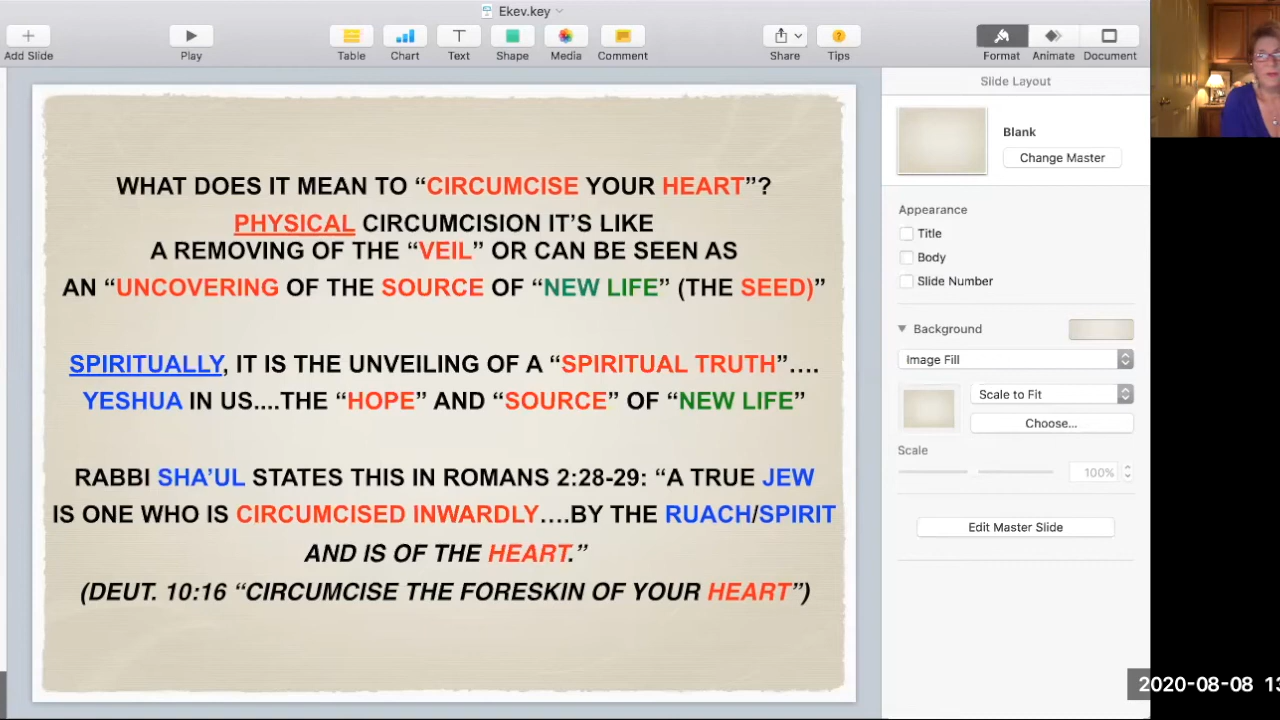 Ekev.key
Add Slide
Play
Table
Chart
Text
Shape
Media
Comment
Share
Tips
Format
Animate
Document
WHAT DOES IT MEAN TO “CIRCUMCISE YOUR HEART”?
PHYSICAL CIRCUMCISION IT’S LIKE
A REMOVING OF THE “VEIL” OR CAN BE SEEN AS
AN “UNCOVERING OF THE SOURCE OF “NEW LIFE” (THE SEED)”
SPIRITUALLY, IT IS THE UNVEILING OF A “SPIRITUAL TRUTH”….
YESHUA IN US....THE “HOPE” AND “SOURCE” OF “NEW LIFE”
RABBI SHA’UL STATES THIS IN ROMANS 2:28-29: “A TRUE JEW
IS ONE WHO IS CIRCUMCISED INWARDLY….BY THE RUACH/SPIRIT
AND IS OF THE HEART.”
(DEUT. 10:16 “CIRCUMCISE THE FORESKIN OF YOUR HEART”)
Slide Layout
Blank
Change Master
Appearance
Title
Body
Slide Number
Background
Image Fill
Scale to Fit
Choose...
Scale
100%
Edit Master Slide
2020-08-08 13